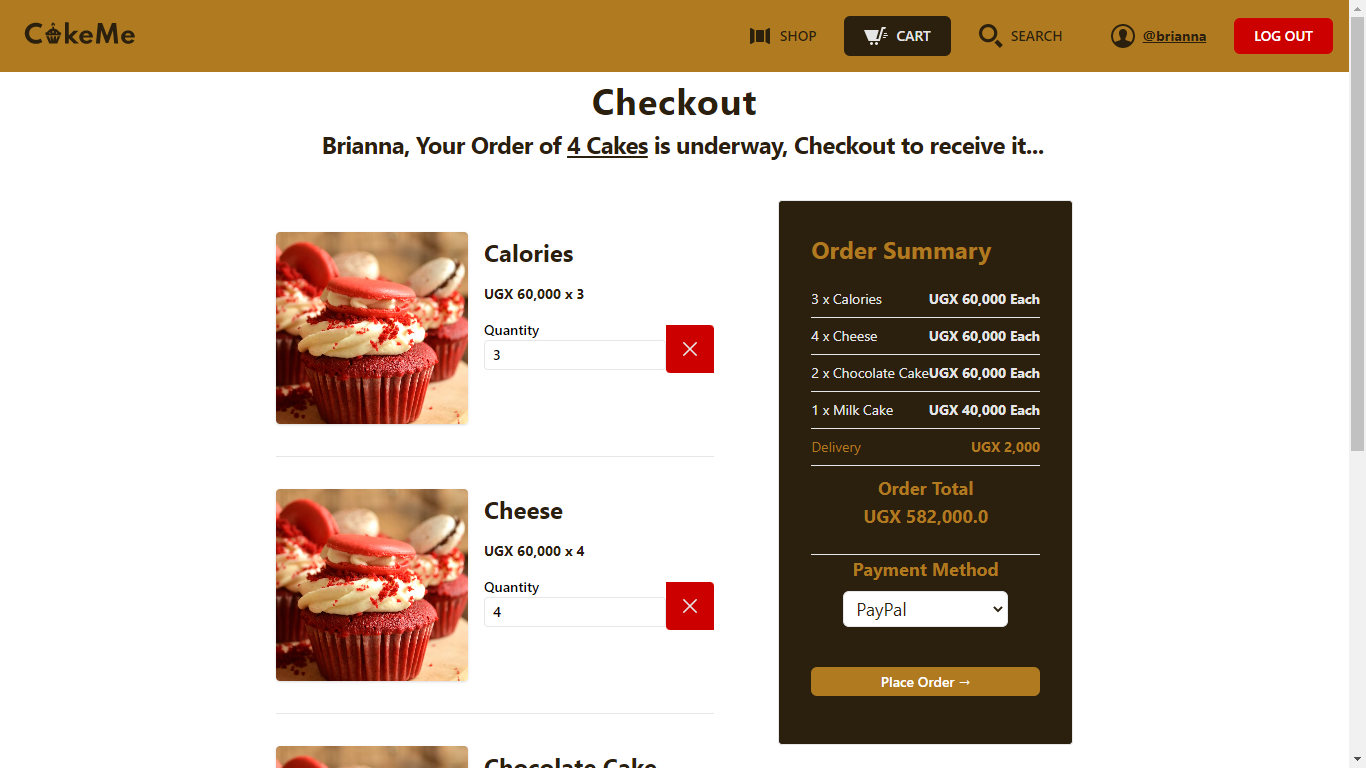 CakeMe
SHOP
CART
SEARCH
@brianna
LOG OUT
Checkout
Brianna, Your Order of 4 Cakes is underway, Checkout to receive it...
Calories
UGX 60,000 x 3
Quantity
3
Cheese
UGX 60,000 x 4
Quantity
4
Chocolate Cake
Order Summary
3 x Calories UGX 60,000 Each
4 x Cheese UGX 60,000 Each
2 x Chocolate Cake UGX 60,000 Each
1 x Milk Cake UGX 40,000 Each
Delivery UGX 2,000
Order Total
UGX 582,000.0
Payment Method
PayPal
Place Order →